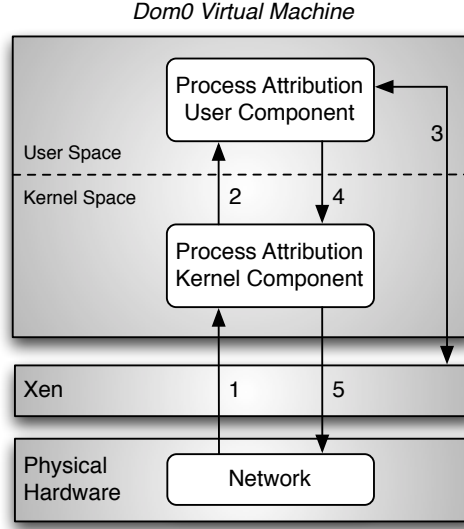 Dom0 Virtual Machine
Process Attribution
User Component
3
User Space
Kernel Space
2
4
Process Attribution
Kernel Component
Xen
1
5
Physical
Hardware
Network